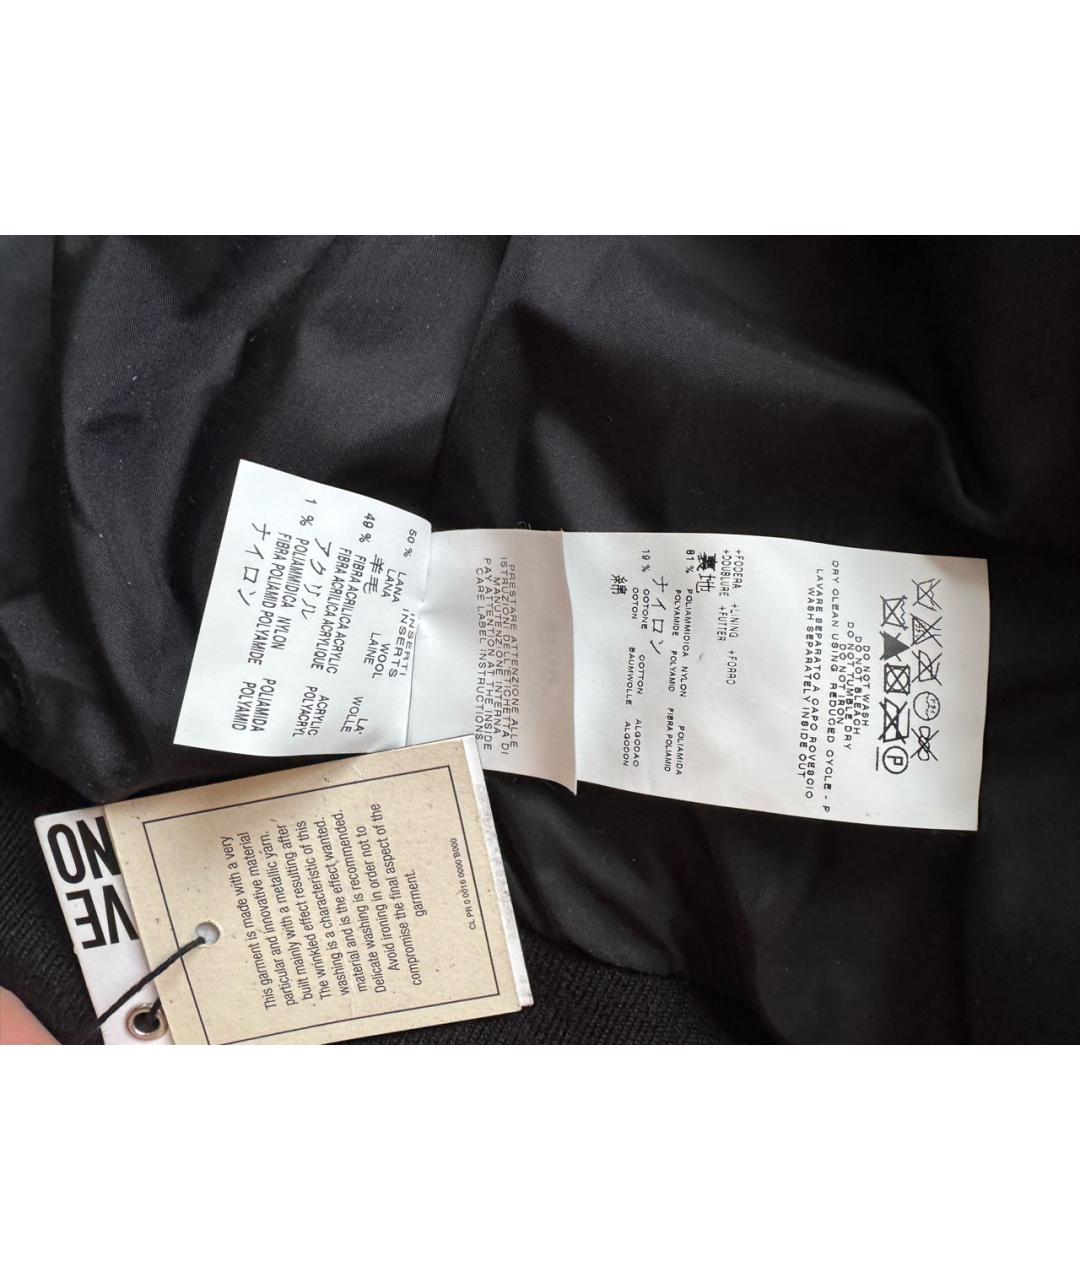 INSERTI
INSERTS
50 % LANA WOOL LA-
LANA LAINE WOLLE
羊毛
49 % FIBRA ACRILICA ACRYLIC ACRYLIC
FIBRA ACRILICA ACRYLIQUE POLYACRYL
アクリル
1 % POLIAMMIDICA NYLON POLIAMIDA
FIBRA POLIAMID POLYAMIDE POLYAMID
ナイロン
PRESTARE ATTENZIONE ALLE
ISTRUZIONI DELL'ETICHETTA DI
MANUTENZIONE INTERNA
PAY ATTENTION AT THE INSIDE
CARE LABEL INSTRUCTIONS
+FODERA +LINING +FORRO
+DOUBLURE +FUTTER
裏地
81 % POLIAMMIDICA NYLON POLIAMIDA
POLYAMIDE POLYAMID FIBRA POLIAMID
ナイロン
19 % COTONE COTTON ALGODAO
COTON BAUMWOLLE ALGODON
綿
DO NOT WASH
DO NOT BLEACH
DO NOT TUMBLE DRY
DO NOT IRON
DRY CLEAN USING REDUCED CYCLE - P
LAVARE SEPARATO A CAPO ROVESCIO
WASH SEPARATELY INSIDE OUT
P
This garment is made with a very
particular and innovative material
built mainly with a metallic yarn.
The wrinkled effect resulting after
washing is a characteristic of this
material and is the effect wanted.
Delicate washing is recommended.
Avoid ironing in order not to
compromise the final aspect of the
garment.
CL PR 0 0016 0000 B000
NO
VE